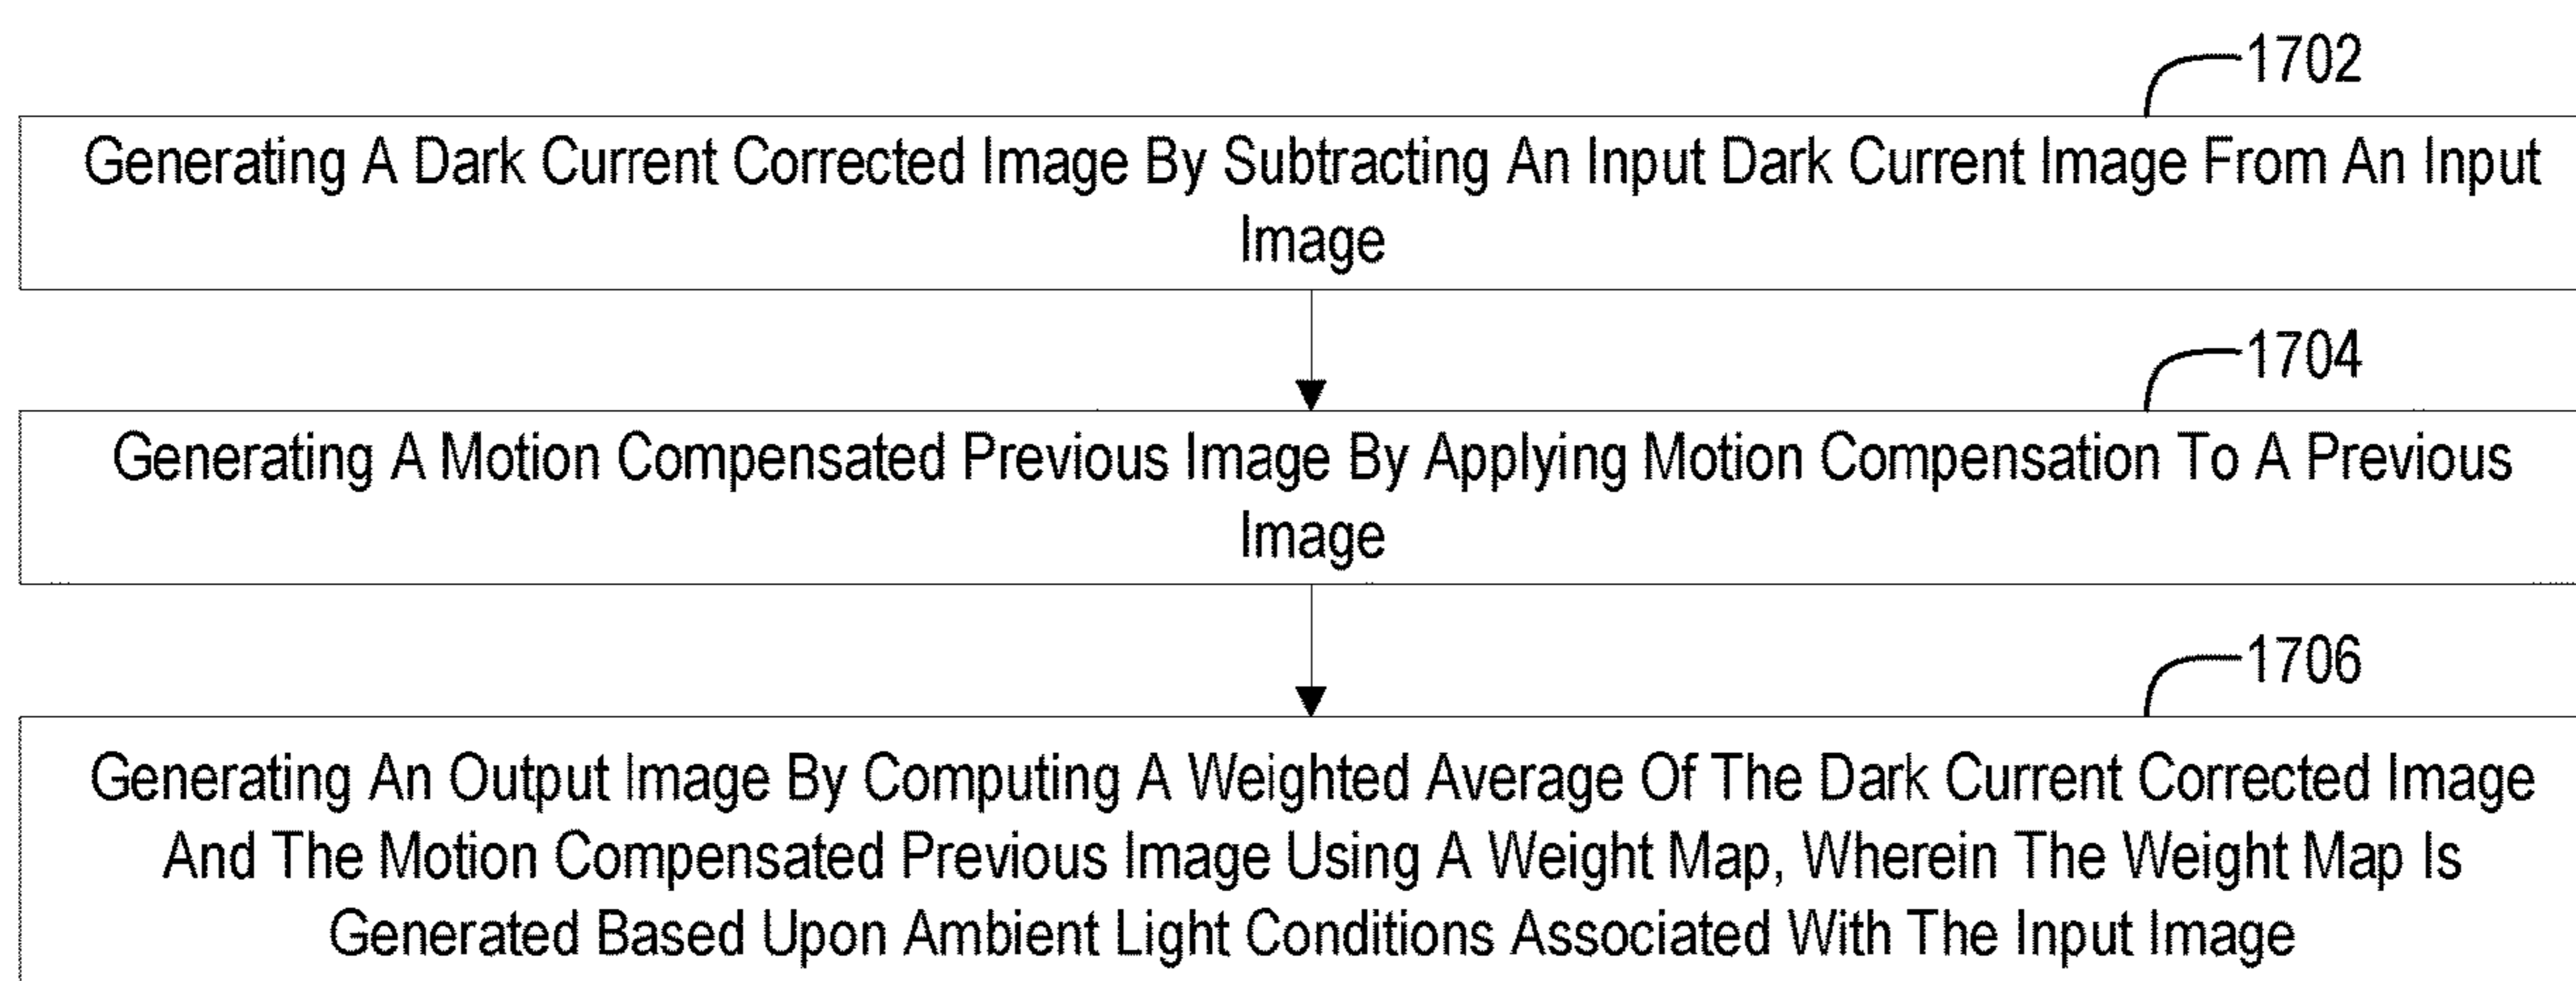 1702
Generating A Dark Current Corrected Image By Subtracting An Input Dark Current Image From An Input
Image
1704
Generating A Motion Compensated Previous Image By Applying Motion Compensation To A Previous
Image
1706
Generating An Output Image By Computing A Weighted Average Of The Dark Current Corrected Image
And The Motion Compensated Previous Image Using A Weight Map, Wherein The Weight Map Is
Generated Based Upon Ambient Light Conditions Associated With The Input Image